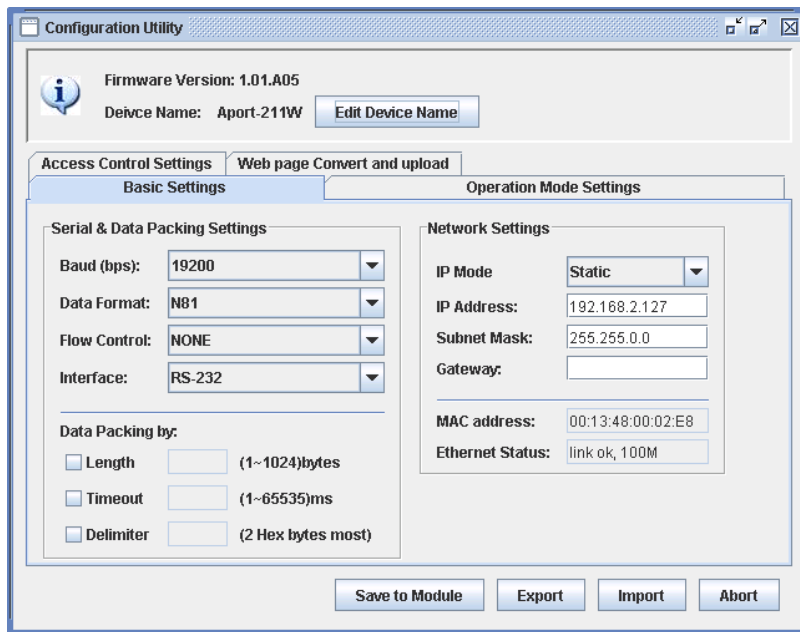 Configuration Utility
Firmware Version: 1.01.A05
Deivce Name: Aport-211W Edit Device Name
Access Control Settings Web page Convert and upload
Basic Settings Operation Mode Settings
Serial & Data Packing Settings
Baud (bps): 19200
Data Format: N81
Flow Control: NONE
Interface: RS-232
Data Packing by:
Length (1~1024)bytes
Timeout (1~65535)ms
Delimiter (2 Hex bytes most)
Network Settings
IP Mode Static
IP Address: 192.168.2.127
Subnet Mask: 255.255.0.0
Gateway:
MAC address: 00:13:48:00:02:E8
Ethernet Status: link ok, 100M
Save to Module Export Import Abort